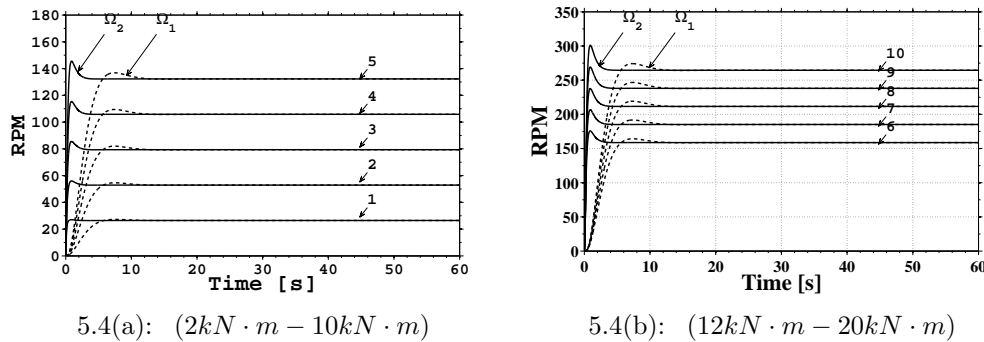 180
160
140
120
100
80
60
40
20
0
RPM
Ω2
Ω1
5
4
3
2
1
0 10 20 30 40 50 60
Time [s]
5.4(a): (2kN · m − 10kN · m)
350
300
250
200
150
100
50
0
RPM
Ω2
Ω1
10
9
8
7
6
0 10 20 30 40 50 60
Time [s]
5.4(b): (12kN · m − 20kN · m)